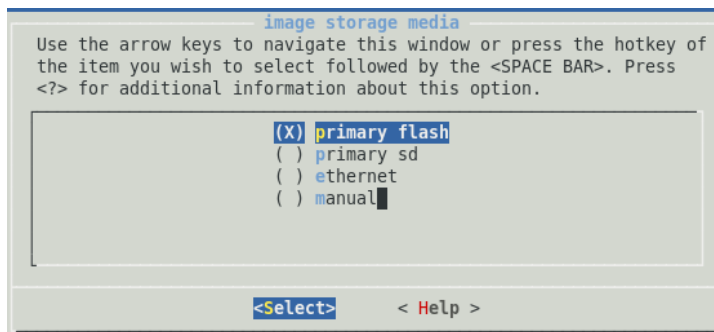 image storage media
Use the arrow keys to navigate this window or press the hotkey of
the item you wish to select followed by the <SPACE BAR>. Press
<?> for additional information about this option.
(X) primary flash
( ) primary sd
( ) ethernet
( ) manual
<Select> < Help >